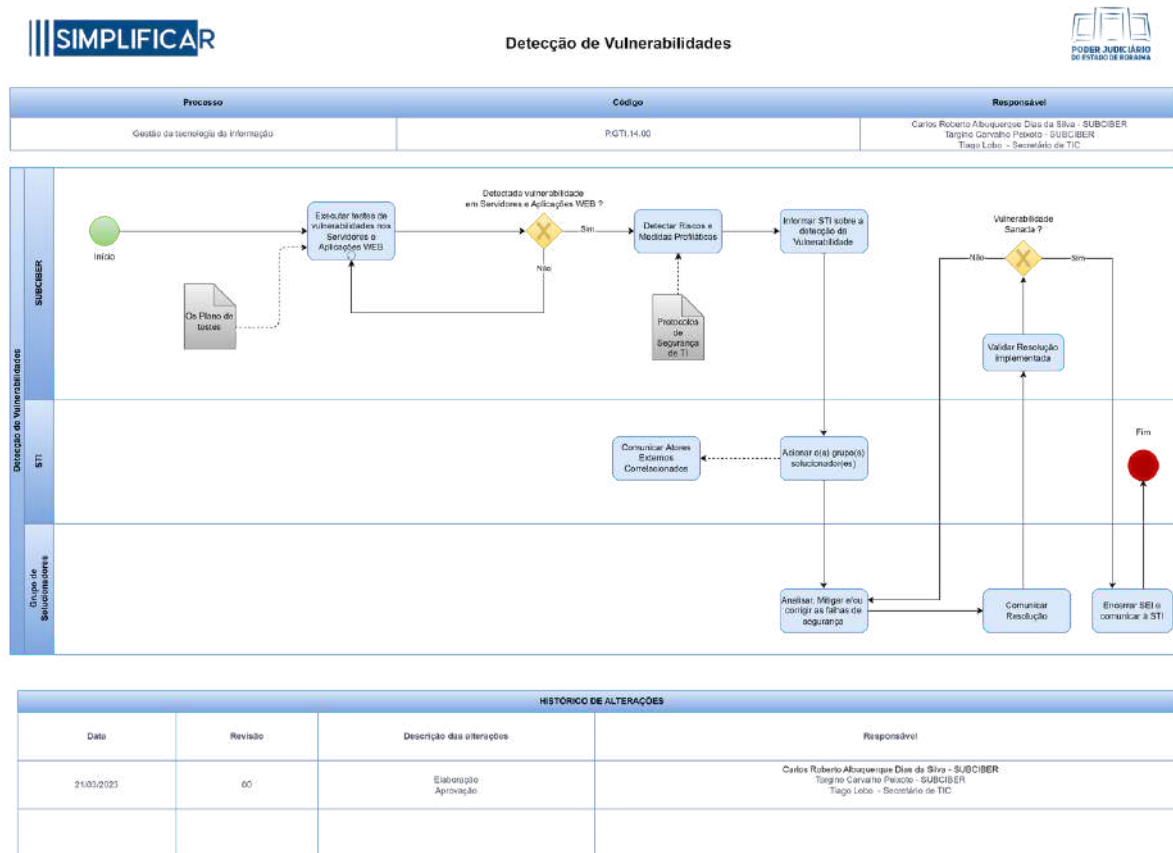 SIMPLIFICAR
Detecção de Vulnerabilidades
PODER JUDICIÁRIO
DO ESTADO DE RORAIMA
Processo
Código
Responsável
Gestão da tecnologia da informação
P.GTI.14.00
Carlos Roberto Albuquerque Dias da Silva - SUBCIBER
Targino Carvalho Peixoto - SUBCIBER
Tiago Lobo - Secretário de TIC
Detecção de Vulnerabilidades
SUBCIBER
Início
Os Plano de
testes
Executar testes de
vulnerabilidades nos
Servidores e
Aplicações WEB
Detectada vulnerabilidade
em Servidores e Aplicações WEB ?
Sim
Não
Detectar Riscos e
Medidas Profiláticas
Protocolos
de
Segurança
de TI
Informar STI sobre a
detecção da
Vulnerabilidade
Vulnerabilidade
Sanada ?
Não
Sim
Validar Resolução
implementada
STI
Comunicar Atores
Externos
Correlacionados
Acionar o(s) grupo(s)
solucionador(es)
Fim
Grupo de
Solucionadores
Analisar, Mitigar e/ou
corrigir as falhas de
segurança
Comunicar
Resolução
Encerrar SEI e
comunicar à STI
HISTÓRICO DE ALTERAÇÕES
Data
Revisão
Descrição das alterações
Responsável
21/03/2023
00
Elaboração
Aprovação
Carlos Roberto Albuquerque Dias da Silva - SUBCIBER
Targino Carvalho Peixoto - SUBCIBER
Tiago Lobo - Secretário de TIC